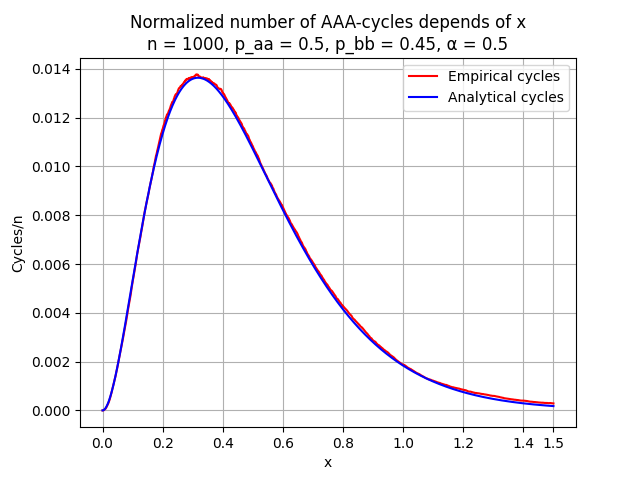 Normalized number of AAA-cycles depends of x
n = 1000, p_aa = 0.5, p_bb = 0.45, α = 0.5
Empirical cycles
Analytical cycles
Cycles/n
0.014
0.012
0.010
0.008
0.006
0.004
0.002
0.000
0.0 0.2 0.4 0.6 0.8 1.0 1.2 1.4 1.5
x